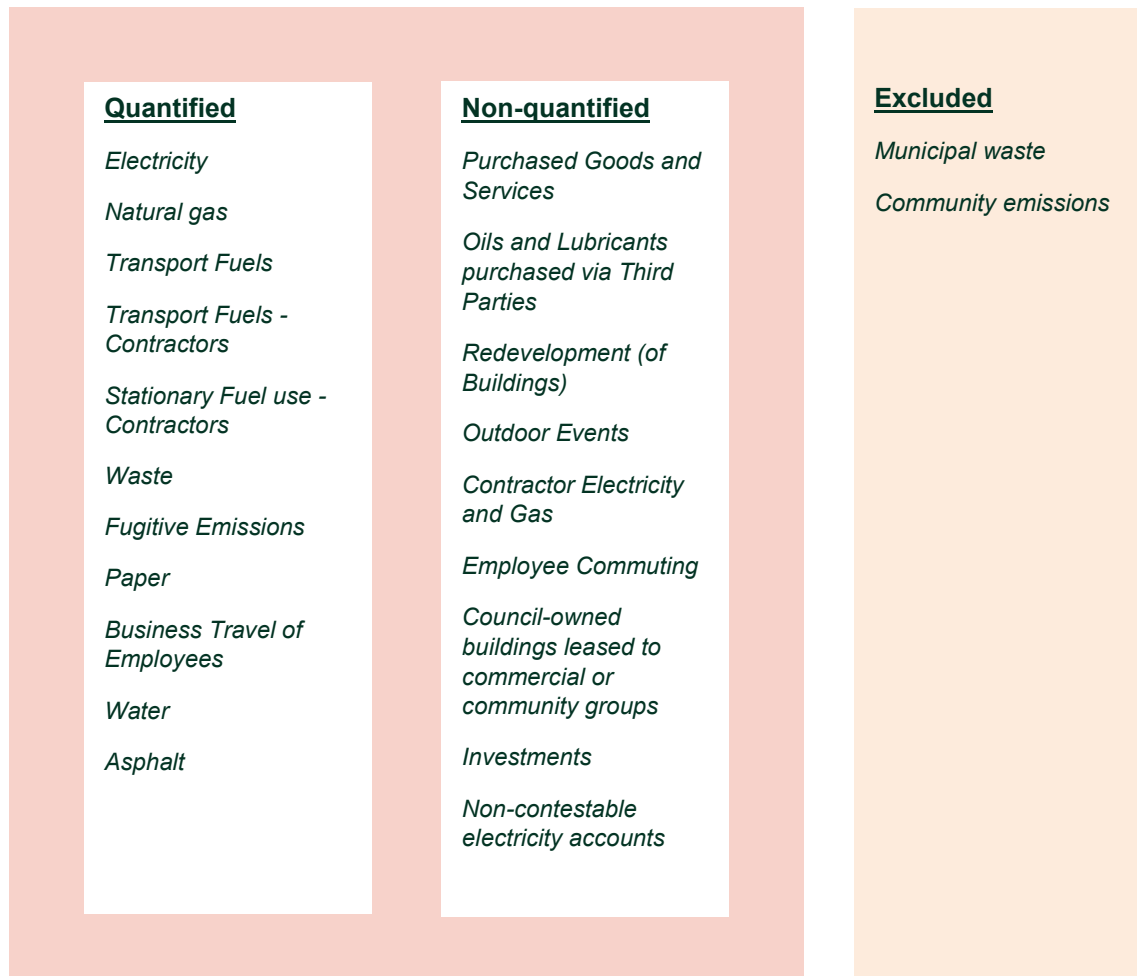 Quantified
Electricity
Natural gas
Transport Fuels
Transport Fuels -
Contractors
Stationary Fuel use -
Contractors
Waste
Fugitive Emissions
Paper
Business Travel of
Employees
Water
Asphalt
Non-quantified
Purchased Goods and
Services
Oils and Lubricants
purchased via Third
Parties
Redevelopment (of
Buildings)
Outdoor Events
Contractor Electricity
and Gas
Employee Commuting
Council-owned
buildings leased to
commercial or
community groups
Investments
Non-contestable
electricity accounts
Excluded
Municipal waste
Community emissions